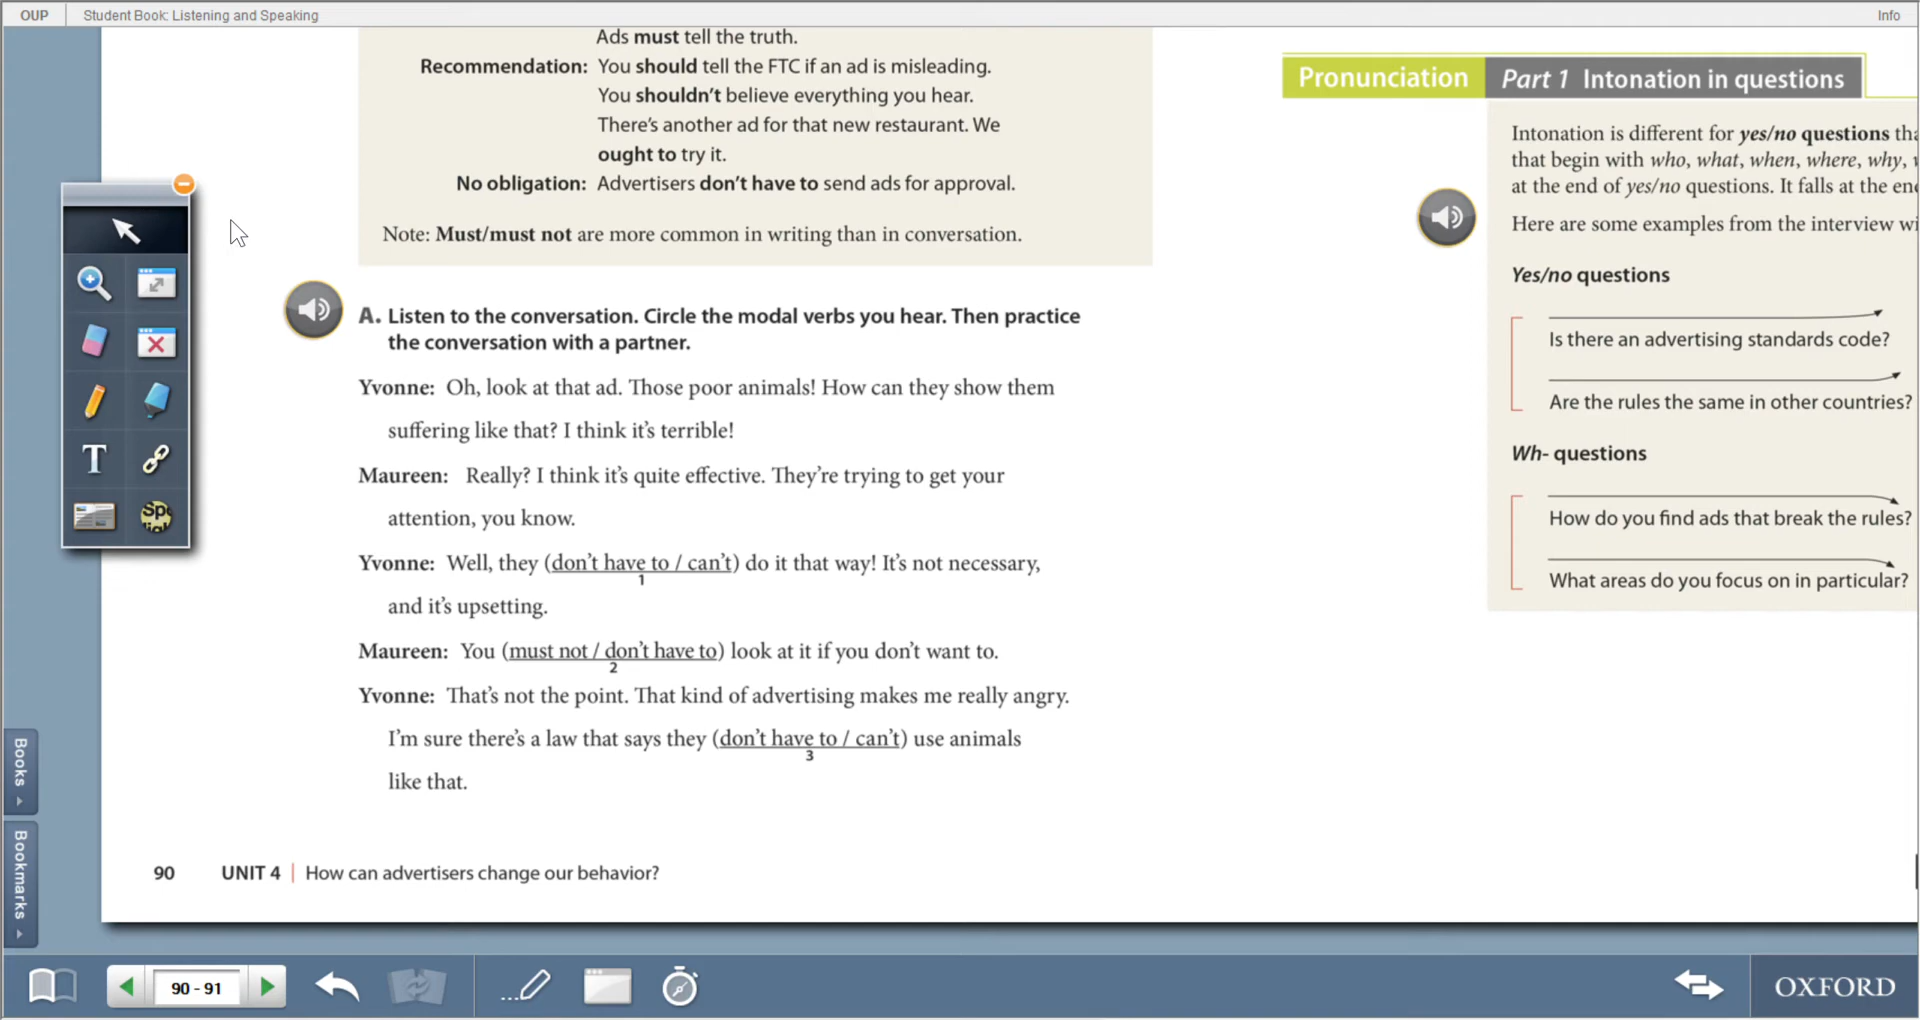 OUP
Student Book: Listening and Speaking
Info
Ads must tell the truth.
Recommendation: You should tell the FTC if an ad is misleading.
You shouldn't believe everything you hear.
There's another ad for that new restaurant. We
ought to try it.
No obligation: Advertisers don't have to send ads for approval.
Note: Must/must not are more common in writing than in conversation.
A. Listen to the conversation. Circle the modal verbs you hear. Then practice
the conversation with a partner.
Yvonne: Oh, look at that ad. Those poor animals! How can they show them
suffering like that? I think it's terrible!
Maureen: Really? I think it's quite effective. They're trying to get your
attention, you know.
Yvonne: Well, they (don't have to / can't) do it that way! It's not necessary,
1
and it's upsetting.
Maureen: You (must not / don't have to) look at it if you don't want to.
2
Yvonne: That's not the point. That kind of advertising makes me really angry.
I'm sure there's a law that says they (don't have to / can't) use animals
3
like that.
90 UNIT 4 | How can advertisers change our behavior?
Pronunciation Part 1 Intonation in questions
Intonation is different for yes/no questions
that begin with who, what, when, where, why,
at the end of yes/no questions. It falls at the
Here are some examples from the interview
Yes/no questions
Is there an advertising standards code?
Are the rules the same in other countries?
Wh- questions
How do you find ads that break the rules?
What areas do you focus on in particular?
T
Books
Bookmarks
90 - 91
OXFORD